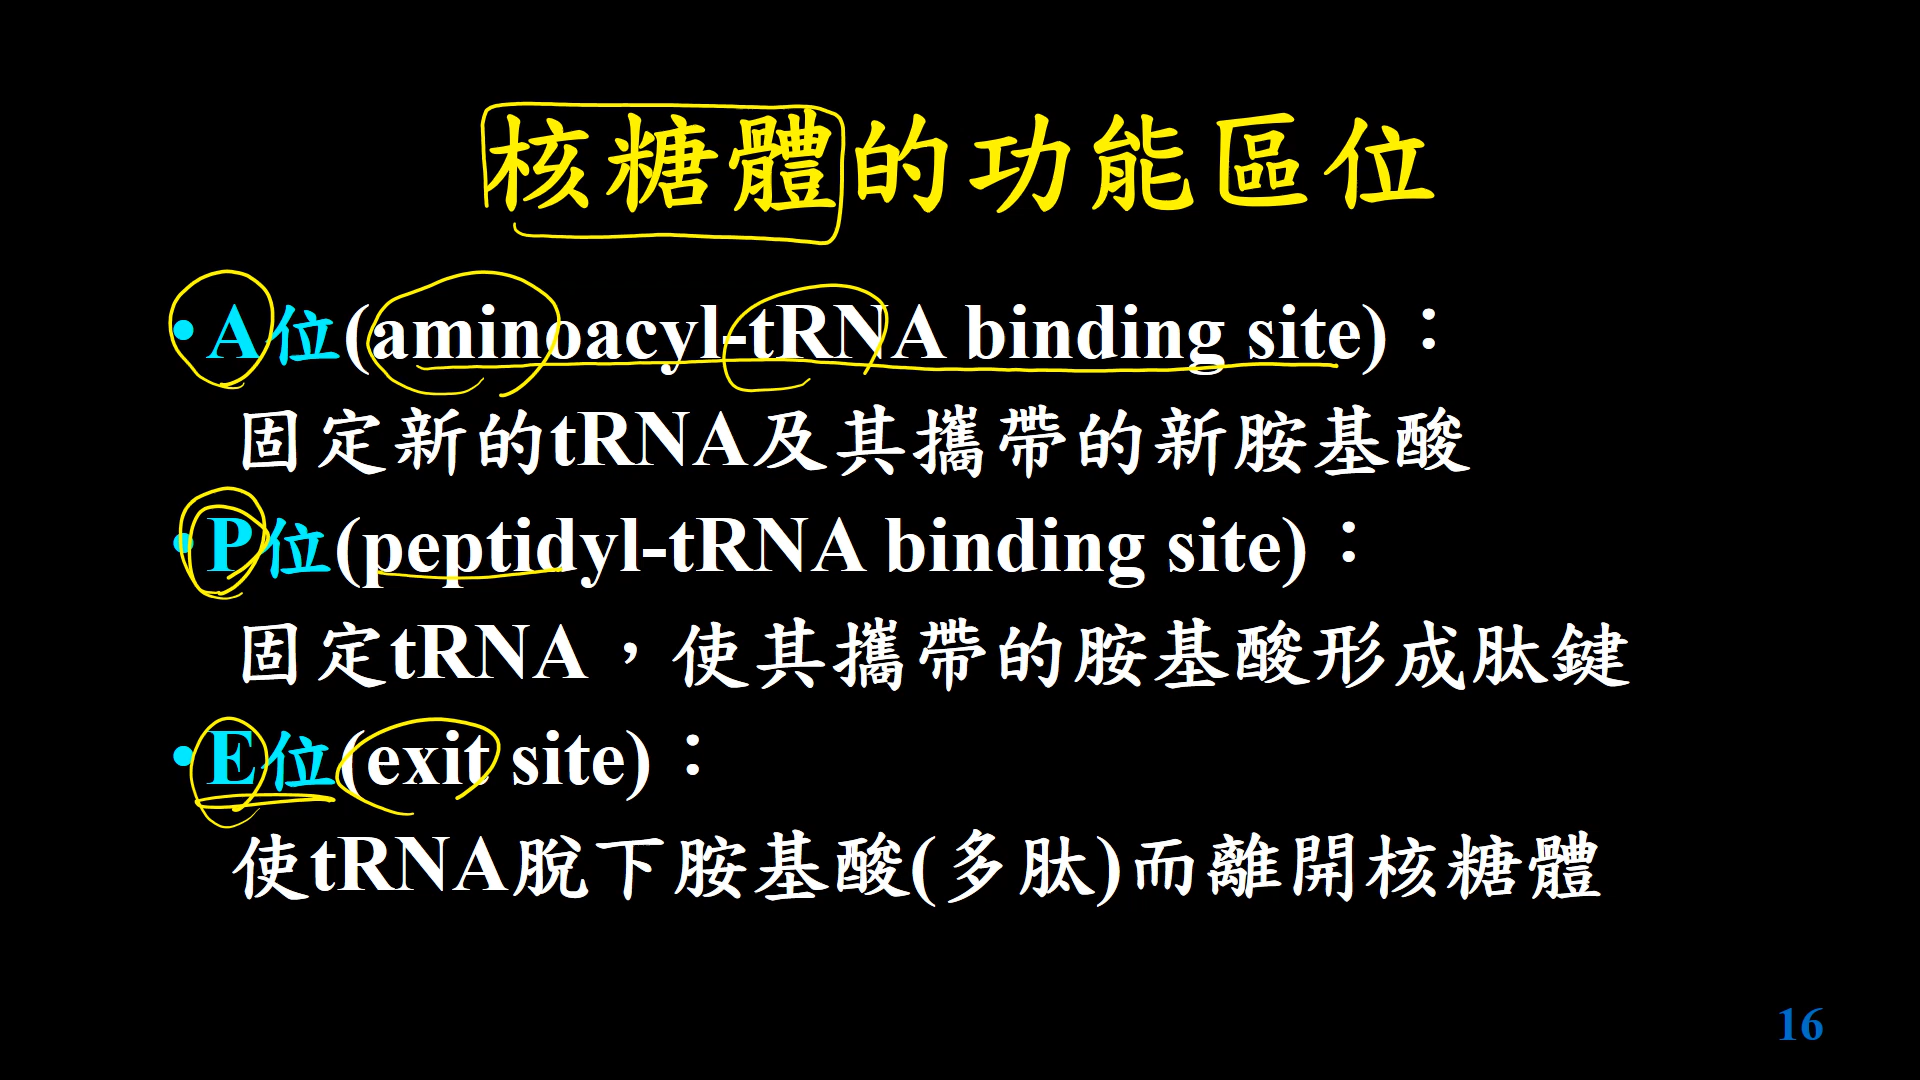 核糖體的功能區位
•A位(aminoacyl-tRNA binding site)：
固定新的tRNA及其攜帶的新胺基酸
•P位(peptidyl-tRNA binding site)：
固定tRNA，使其攜帶的胺基酸形成肽鍵
•E位(exit site)：
使tRNA脫下胺基酸(多肽)而離開核糖體
16